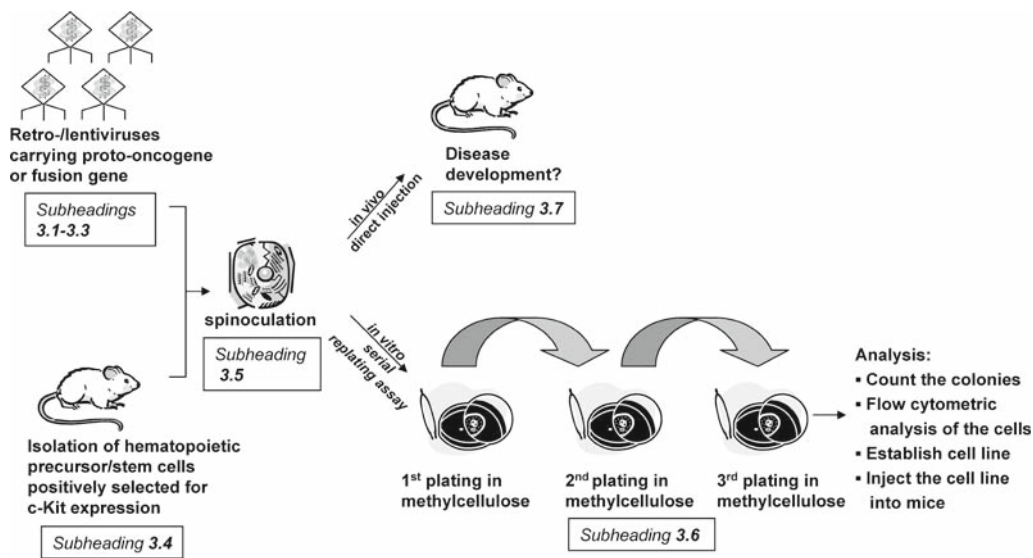 Retro-/lentiviruses
carrying proto-oncogene
or fusion gene
Subheadings
3.1-3.3
Isolation of hematopoietic
precursor/stem cells
positively selected for
c-Kit expression
Subheading 3.4
spinoculation
Subheading
3.5
in vivo
direct injection
Disease
development?
Subheading 3.7
in vitro
serial
replating assay
1st plating in
methylcellulose
2nd plating in
methylcellulose
3rd plating in
methylcellulose
Subheading 3.6
Analysis:
▪ Count the colonies
▪ Flow cytometric
analysis of the cells
▪ Establish cell line
▪ Inject the cell line
into mice